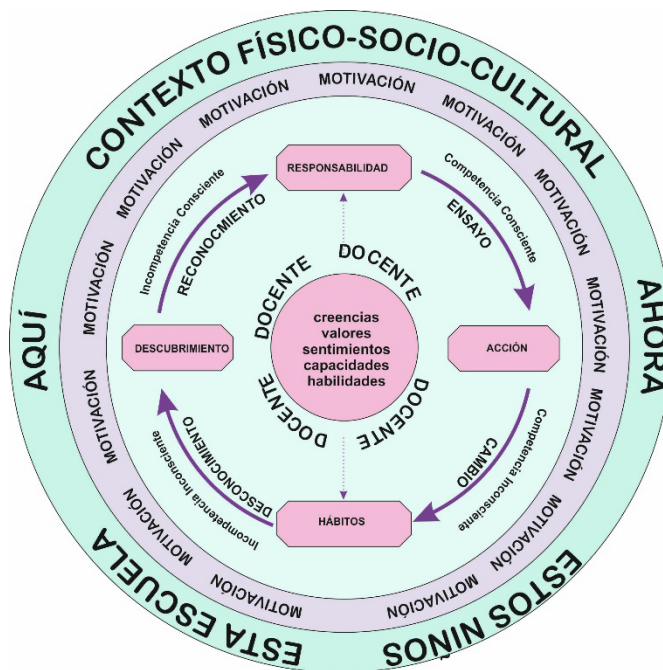 CONTEXTO FÍSICO-SOCIO-CULTURAL
AHORA
ESTOS NIÑOS
ESTA ESCUELA
AQUÍ
MOTIVACIÓN
MOTIVACIÓN
MOTIVACIÓN
MOTIVACIÓN
MOTIVACIÓN
MOTIVACIÓN
MOTIVACIÓN
MOTIVACIÓN
MOTIVACIÓN
MOTIVACIÓN
MOTIVACIÓN
MOTIVACIÓN
MOTIVACIÓN
MOTIVACIÓN
RESPONSABILIDAD
Competencia Consciente
ENSAYO
ACCIÓN
Competencia Inconsciente
CAMBIO
HÁBITOS
DESCONOCIMIENTO
Incompetencia Inconsciente
DESCUBRIMIENTO
Incompetencia Consciente
RECONOCMIENTO
DOCENTE
DOCENTE
DOCENTE
DOCENTE
creencias
valores
sentimientos
capacidades
habilidades